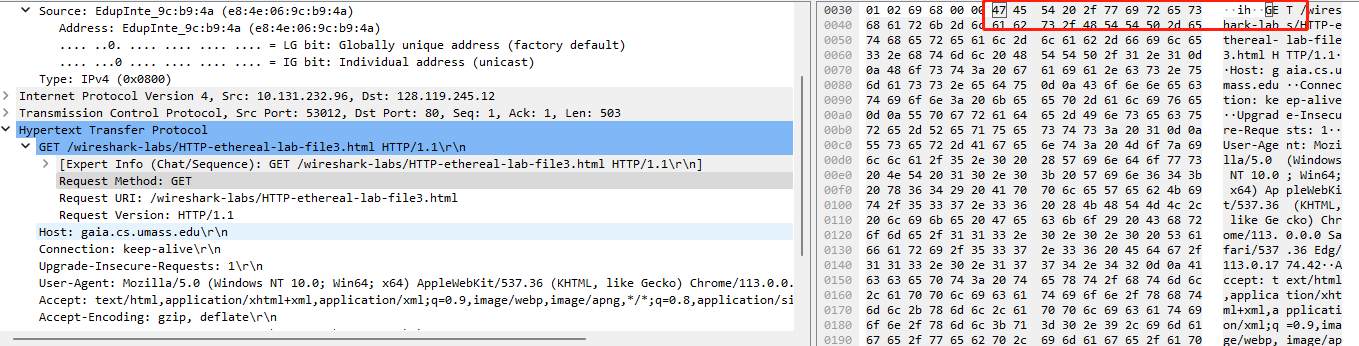 Source: EdupInte_9c:b9:4a (e8:4e:06:9c:b9:4a)
Address: EdupInte_9c:b9:4a (e8:4e:06:9c:b9:4a)
.... ..0. .... .... .... .... = LG bit: Globally unique address (factory default)
.... ...0 .... .... .... .... = IG bit: Individual address (unicast)
Type: IPv4 (0x0800)
Internet Protocol Version 4, Src: 10.131.232.96, Dst: 128.119.245.12
Transmission Control Protocol, Src Port: 53012, Dst Port: 80, Seq: 1, Ack: 1, Len: 503
Hypertext Transfer Protocol
GET /wireshark-labs/HTTP-ethereal-lab-file3.html HTTP/1.1\r\n
[Expert Info (Chat/Sequence): GET /wireshark-labs/HTTP-ethereal-lab-file3.html HTTP/1.1\r\n]
Request Method: GET
Request URI: /wireshark-labs/HTTP-ethereal-lab-file3.html
Request Version: HTTP/1.1
Host: gaia.cs.umass.edu\r\n
Connection: keep-alive\r\n
Upgrade-Insecure-Requests: 1\r\n
User-Agent: Mozilla/5.0 (Windows NT 10.0; Win64; x64) AppleWebKit/537.36 (KHTML, like Gecko) Chrome/113.0.0.
Accept: text/html,application/xhtml+xml,application/xml;q=0.9,image/webp,image/apng,*/*;q=0.8,application/si
Accept-Encoding: gzip, deflate\r\n
0030 01 02 69 68 00 00 47 45 54 20 2f 77 69 72 65 73 ··ih··GET /wires
0040 68 61 72 6b 2d 6c 61 62 73 2f 48 54 54 50 2d 65 hark-labs/HTTP-e
0050 74 68 65 72 65 61 6c 2d 6c 61 62 2d 66 69 6c 65 thereal-lab-file
0060 33 2e 68 74 6d 6c 20 48 54 54 50 2f 31 2e 31 0d 3.html HTTP/1.1·
0070 0a 48 6f 73 74 3a 20 67 61 69 61 2e 63 73 2e 75 ·Host: gaia.cs.u
0080 6d 61 73 73 2e 65 64 75 0d 0a 43 6f 6e 6e 65 63 mass.edu··Connec
0090 74 69 6f 6e 3a 20 6b 65 65 70 2d 61 6c 69 76 65 tion: keep-alive
00a0 0d 0a 55 70 67 72 61 64 65 2d 49 6e 73 65 63 75 ··Upgrade-Insecu
00b0 72 65 2d 52 65 71 75 65 73 74 73 3a 20 31 0d 0a re-Requests: 1··
00c0 55 73 65 72 2d 41 67 65 6e 74 3a 20 4d 6f 7a 69 User-Agent: Mozi
00d0 6c 6c 61 2f 35 2e 30 20 28 57 69 6e 64 6f 77 73 lla/5.0 (Windows
00e0 20 4e 54 20 31 30 2e 30 3b 20 57 69 6e 36 34 3b NT 10.0; Win64;
00f0 20 78 36 34 29 20 41 70 70 6c 65 57 65 62 4b 69 x64) AppleWebKi
0100 74 2f 35 33 37 2e 33 36 20 28 4b 48 54 4d 4c 2c t/537.36 (KHTML,
0110 20 6c 69 6b 65 20 47 65 63 6b 6f 29 20 43 68 72 like Gecko) Chr
0120 6f 6d 65 2f 31 31 33 2e 30 2e 30 2e 30 20 53 61 ome/113.0.0.0 Sa
0130 66 61 72 69 2f 35 33 37 2e 33 36 20 45 64 67 2f fari/537.36 Edg/
0140 31 31 33 2e 30 2e 31 37 37 34 2e 34 32 0d 0a 41 113.0.1774.42··A
0150 63 63 65 70 74 3a 20 74 65 78 74 2f 68 74 6d 6c ccept: text/html
0160 2c 61 70 70 6c 69 63 61 74 69 6f 6e 2f 78 68 74 ,application/xht
0170 6d 6c 2b 78 6d 6c 2c 61 70 70 6c 69 63 61 74 69 ml+xml,applicati
0180 6f 6e 2f 78 6d 6c 3b 71 3d 30 2e 39 2c 69 6d 61 on/xml;q=0.9,ima
0190 67 65 2f 77 65 62 70 2c 69 6d 61 67 65 2f 61 70 ge/webp,image/ap